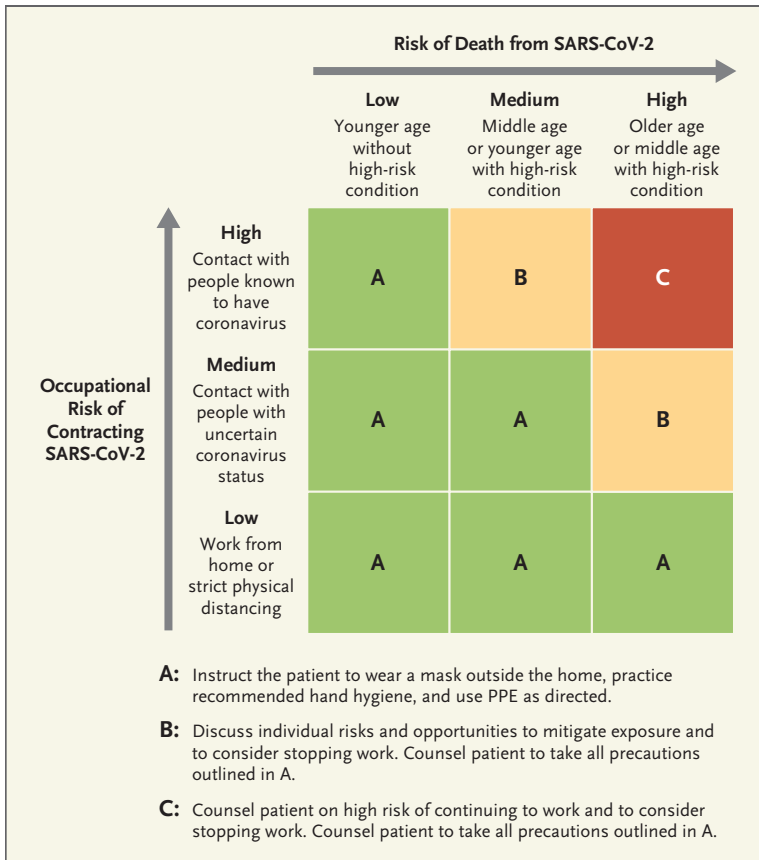 Risk of Death from SARS-CoV-2
Low
Younger age
without
high-risk
condition
Medium
Middle age
or younger age
with high-risk
condition
High
Older age
or middle age
with high-risk
condition
Occupational
Risk of
Contracting
SARS-CoV-2
High
Contact with
people known
to have
coronavirus
A
B
C
Medium
Contact with
people with
uncertain
coronavirus
status
A
A
B
Low
Work from
home or
strict physical
distancing
A
A
A
A: Instruct the patient to wear a mask outside the home, practice
recommended hand hygiene, and use PPE as directed.
B: Discuss individual risks and opportunities to mitigate exposure and
to consider stopping work. Counsel patient to take all precautions
outlined in A.
C: Counsel patient on high risk of continuing to work and to consider
stopping work. Counsel patient to take all precautions outlined in A.